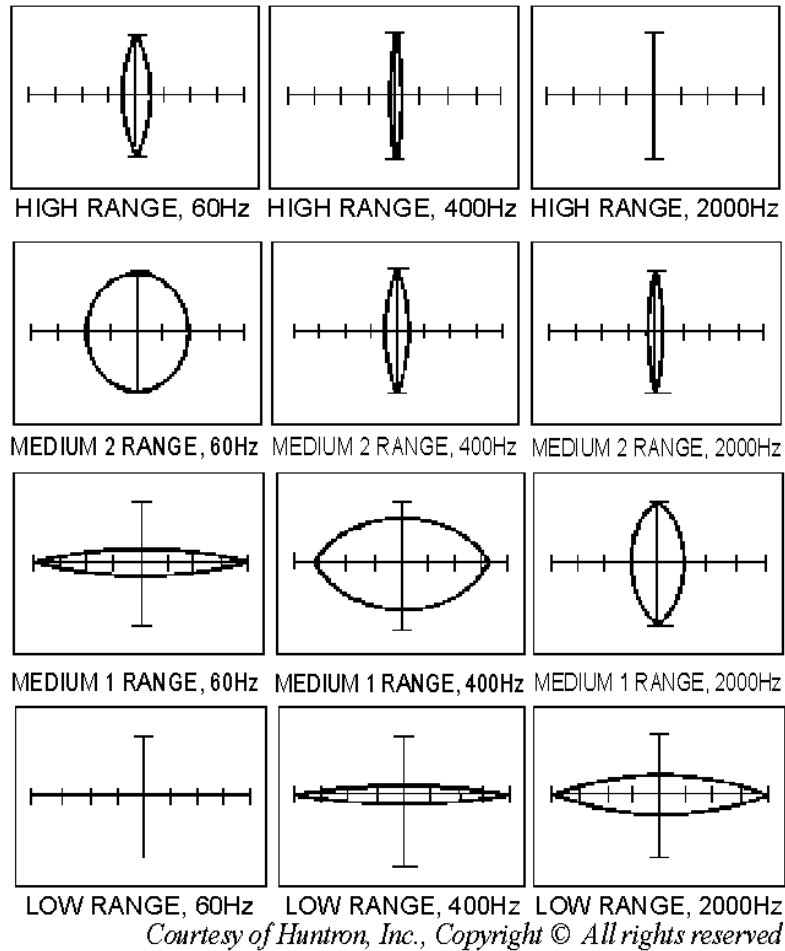 HIGH RANGE, 60Hz HIGH RANGE, 400Hz HIGH RANGE, 2000Hz
MEDIUM 2 RANGE, 60Hz MEDIUM 2 RANGE, 400Hz MEDIUM 2 RANGE, 2000Hz
MEDIUM 1 RANGE, 60Hz MEDIUM 1 RANGE, 400Hz MEDIUM 1 RANGE, 2000Hz
LOW RANGE, 60Hz LOW RANGE, 400Hz LOW RANGE, 2000Hz
Courtesy of Huntron, Inc., Copyright © All rights reserved